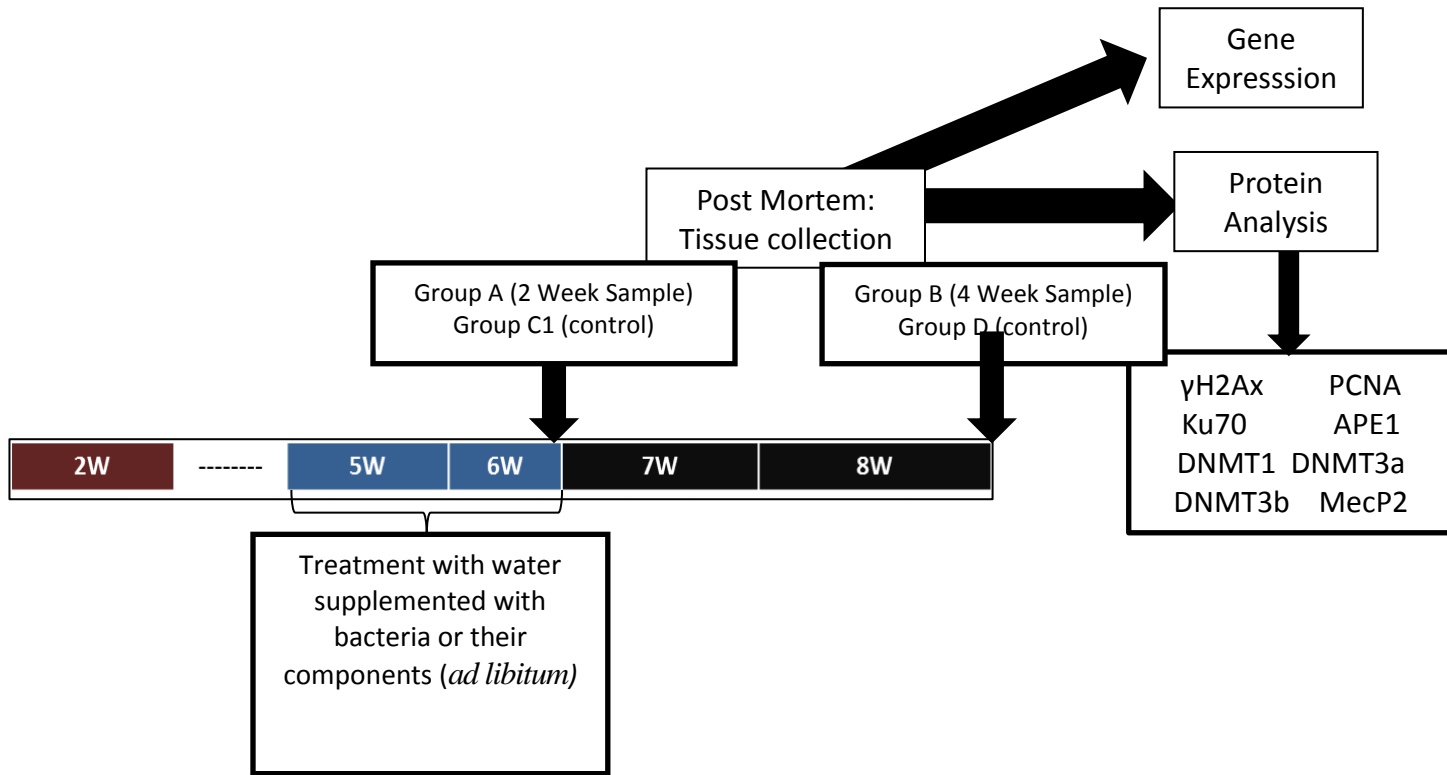 Gene
Expresssion
Post Mortem:
Tissue collection
Protein
Analysis
Group A (2 Week Sample)
Group C1 (control)
Group B (4 Week Sample)
Group D (control)
γH2Ax PCNA
Ku70 APE1
DNMT1 DNMT3a
DNMT3b MecP2
2W -------- 5W 6W 7W 8W
Treatment with water
supplemented with
bacteria or their
components (ad libitum)